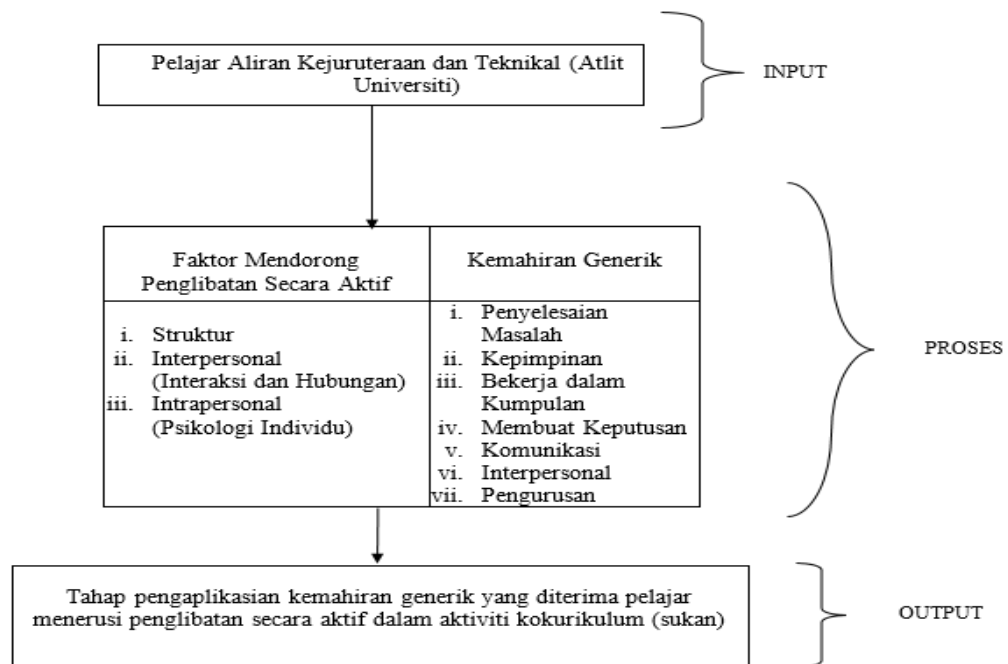 Pelajar Aliran Kejuruteraan dan Teknikal (Atlit
Universiti)
INPUT
Faktor Mendorong
Penglibatan Secara Aktif
i. Struktur
ii. Interpersonal
(Interaksi dan Hubungan)
iii. Intrapersonal
(Psikologi Individu)
Kemahiran Generik
i. Penyelesaian
Masalah
ii. Kepimpinan
iii. Bekerja dalam
Kumpulan
iv. Membuat Keputusan
v. Komunikasi
vi. Interpersonal
vii. Pengurusan
PROSES
Tahap pengaplikasian kemahiran generik yang diterima pelajar
menerusi penglibatan secara aktif dalam aktiviti kokurikulum (sukan)
OUTPUT